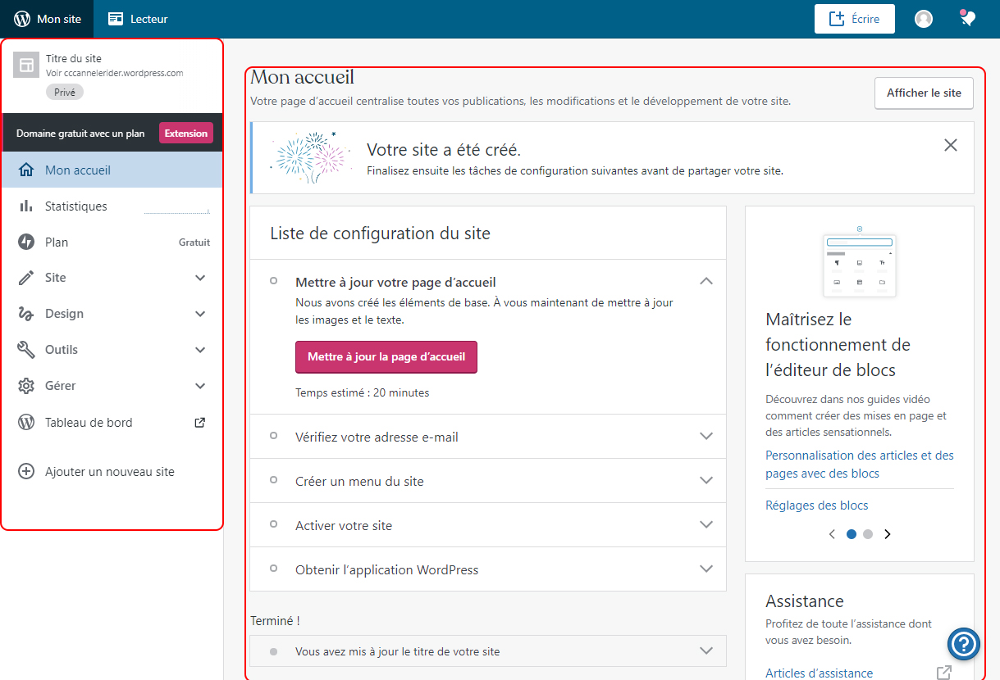 Mon site
Lecteur
Écrire
Titre du site
Voir cccannelerider.wordpress.com
Privé
Domaine gratuit avec un plan
Extension
Mon accueil
Statistiques
Plan
Gratuit
Site
Design
Outils
Gérer
Tableau de bord
Ajouter un nouveau site
Mon accueil
Votre page d’accueil centralise toutes vos publications, les modifications et le développement de votre site.
Afficher le site
Votre site a été créé.
Finalisez ensuite les tâches de configuration suivantes avant de partager votre site.
Liste de configuration du site
Mettre à jour votre page d’accueil
Nous avons créé les éléments de base. À vous maintenant de mettre à jour
les images et le texte.
Mettre à jour la page d’accueil
Temps estimé : 20 minutes
Vérifiez votre adresse e-mail
Créer un menu du site
Activer votre site
Obtenir l’application WordPress
Terminé !
Vous avez mis à jour le titre de votre site
Maîtrisez le
fonctionnement de
l’éditeur de blocs
Découvrez dans nos guides vidéo
comment créer des mises en page et
des articles sensationnels.
Personnalisation des articles et des
pages avec des blocs
Réglages des blocs
Assistance
Profitez de toute l’assistance dont
vous avez besoin.
Articles d’assistance